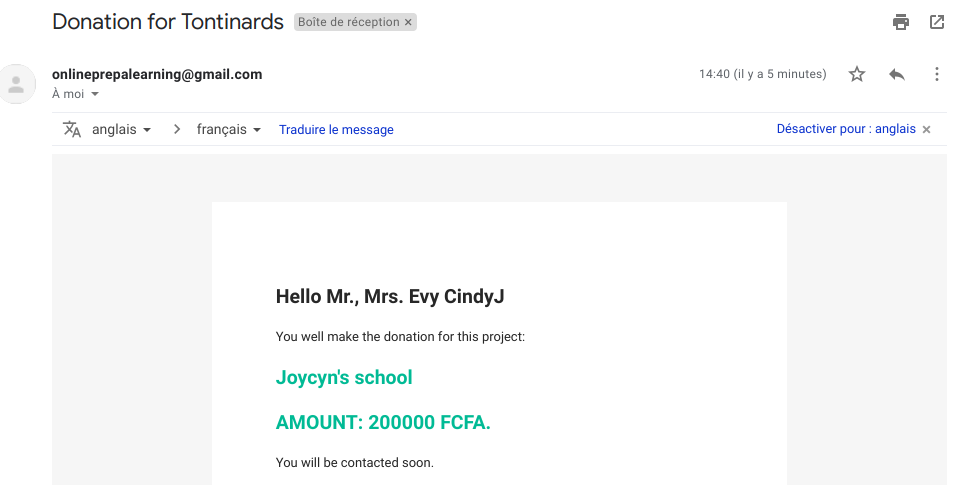 Donation for Tontinards Boîte de réception ×
onlineprepalearning@gmail.com 14:40 (il y a 5 minutes)
À moi
anglais > français Traduire le message Désactiver pour : anglais ×
Hello Mr., Mrs. Evy CindyJ
You well make the donation for this project:
Joycyn's school
AMOUNT: 200000 FCFA.
You will be contacted soon.